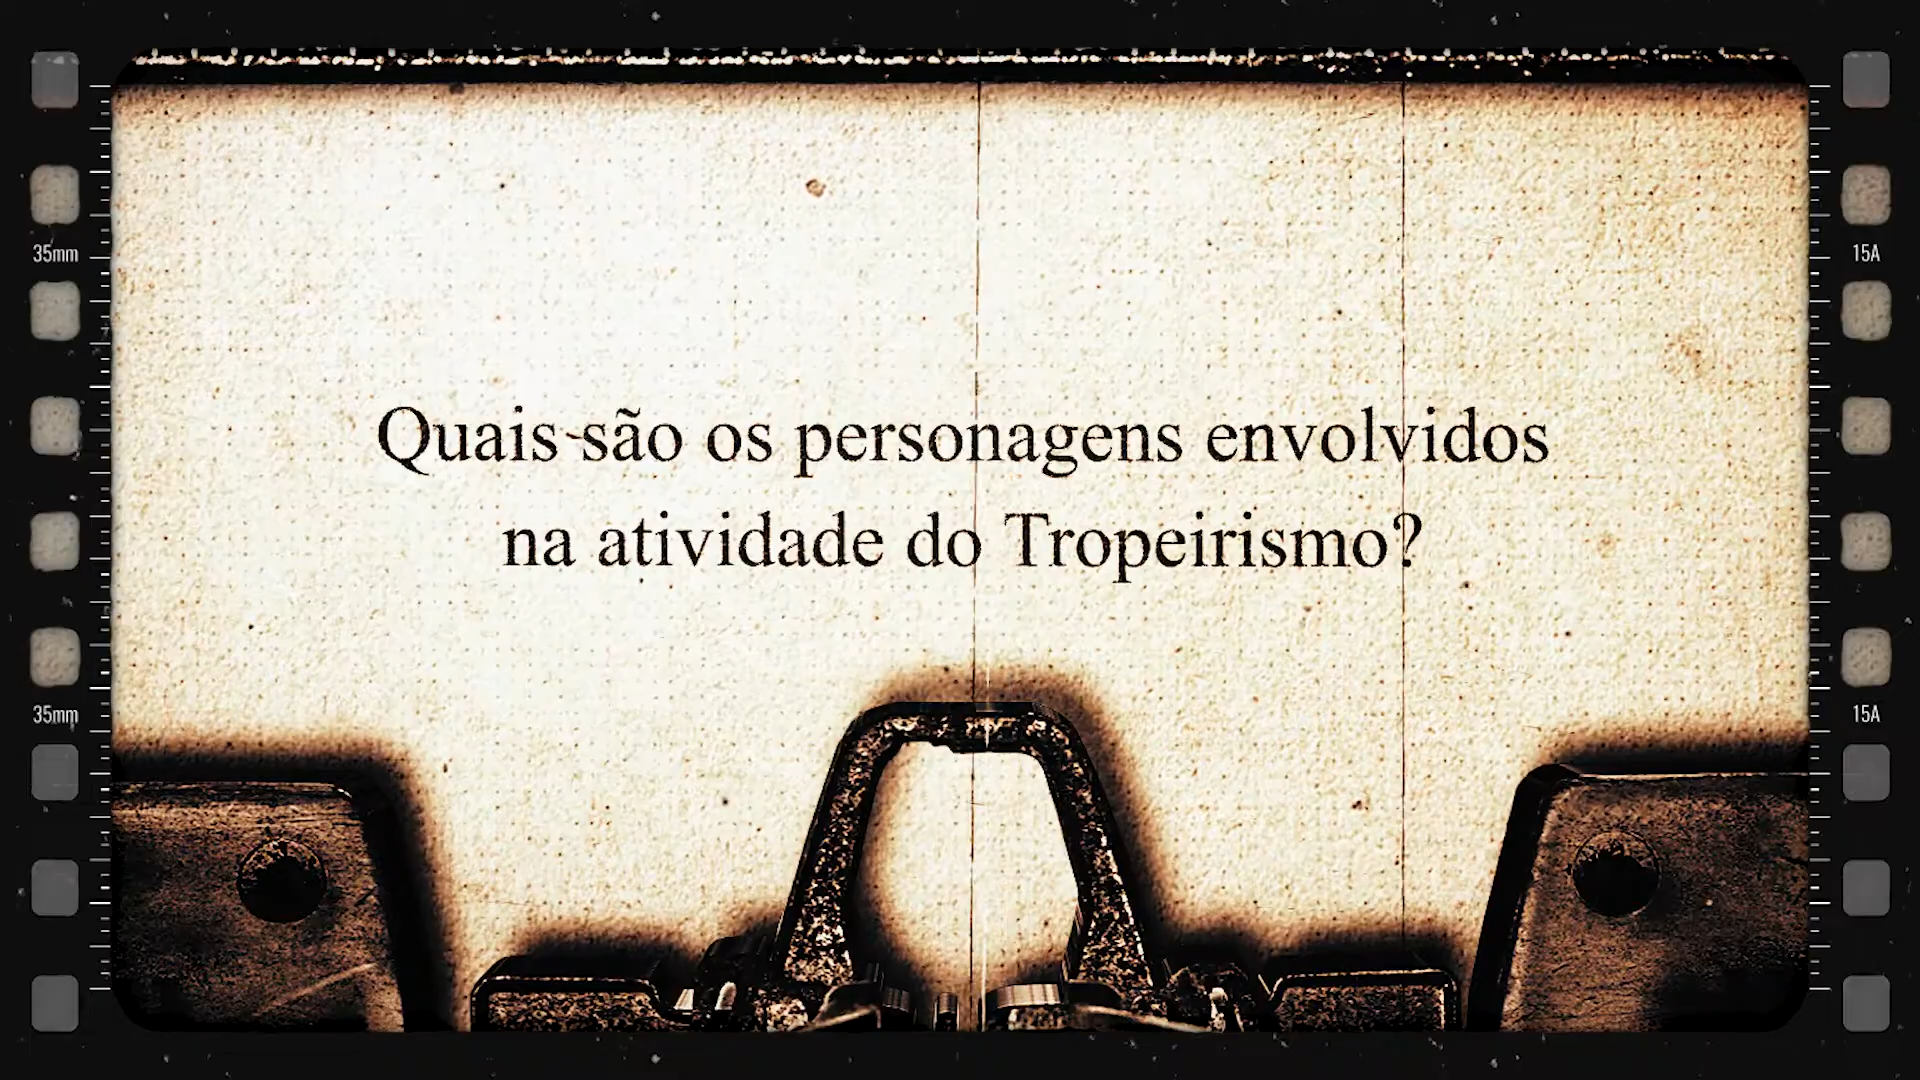 Quais são os personagens envolvidos
na atividade do Tropeirismo?
35mm
35mm
15A
15A